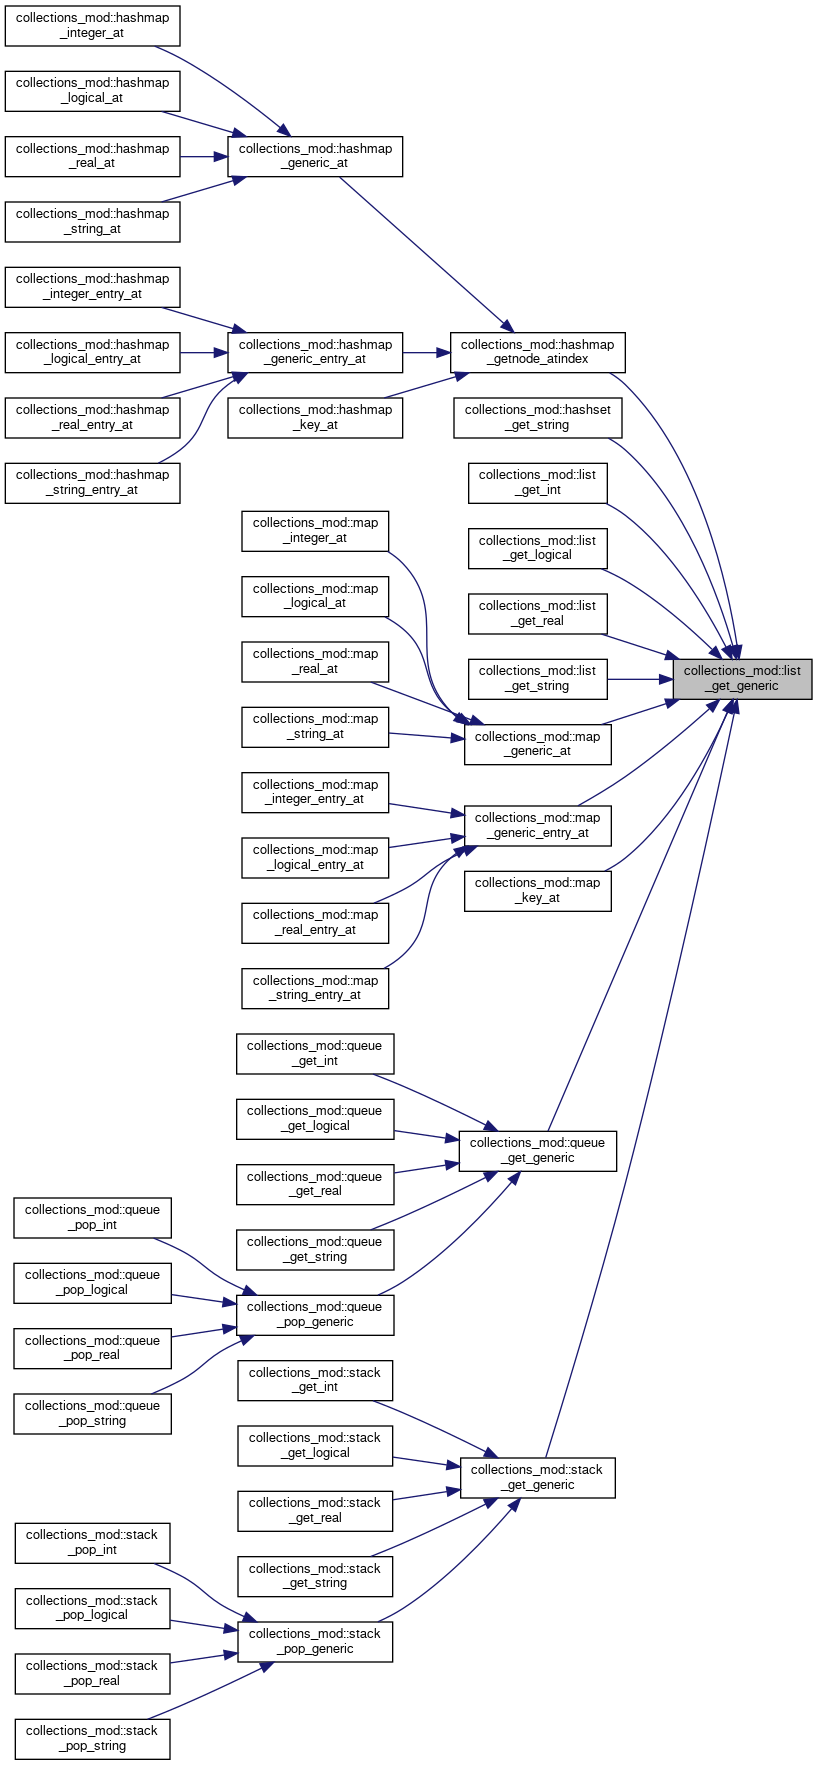 collections_mod::hashmap
_integer_at
collections_mod::hashmap
_logical_at
collections_mod::hashmap
_real_at
collections_mod::hashmap
_string_at
collections_mod::hashmap
_generic_at
collections_mod::hashmap
_integer_entry_at
collections_mod::hashmap
_logical_entry_at
collections_mod::hashmap
_real_entry_at
collections_mod::hashmap
_string_entry_at
collections_mod::hashmap
_generic_entry_at
collections_mod::hashmap
_key_at
collections_mod::hashmap
_getnode_atindex
collections_mod::hashset
_get_string
collections_mod::list
_get_int
collections_mod::list
_get_logical
collections_mod::list
_get_real
collections_mod::list
_get_string
collections_mod::list
_get_generic
collections_mod::map
_integer_at
collections_mod::map
_logical_at
collections_mod::map
_real_at
collections_mod::map
_string_at
collections_mod::map
_generic_at
collections_mod::map
_integer_entry_at
collections_mod::map
_logical_entry_at
collections_mod::map
_real_entry_at
collections_mod::map
_string_entry_at
collections_mod::map
_generic_entry_at
collections_mod::map
_key_at
collections_mod::queue
_get_int
collections_mod::queue
_get_logical
collections_mod::queue
_get_real
collections_mod::queue
_get_string
collections_mod::queue
_get_generic
collections_mod::queue
_pop_int
collections_mod::queue
_pop_logical
collections_mod::queue
_pop_real
collections_mod::queue
_pop_string
collections_mod::queue
_pop_generic
collections_mod::stack
_get_int
collections_mod::stack
_get_logical
collections_mod::stack
_get_real
collections_mod::stack
_get_string
collections_mod::stack
_get_generic
collections_mod::stack
_pop_int
collections_mod::stack
_pop_logical
collections_mod::stack
_pop_real
collections_mod::stack
_pop_string
collections_mod::stack
_pop_generic